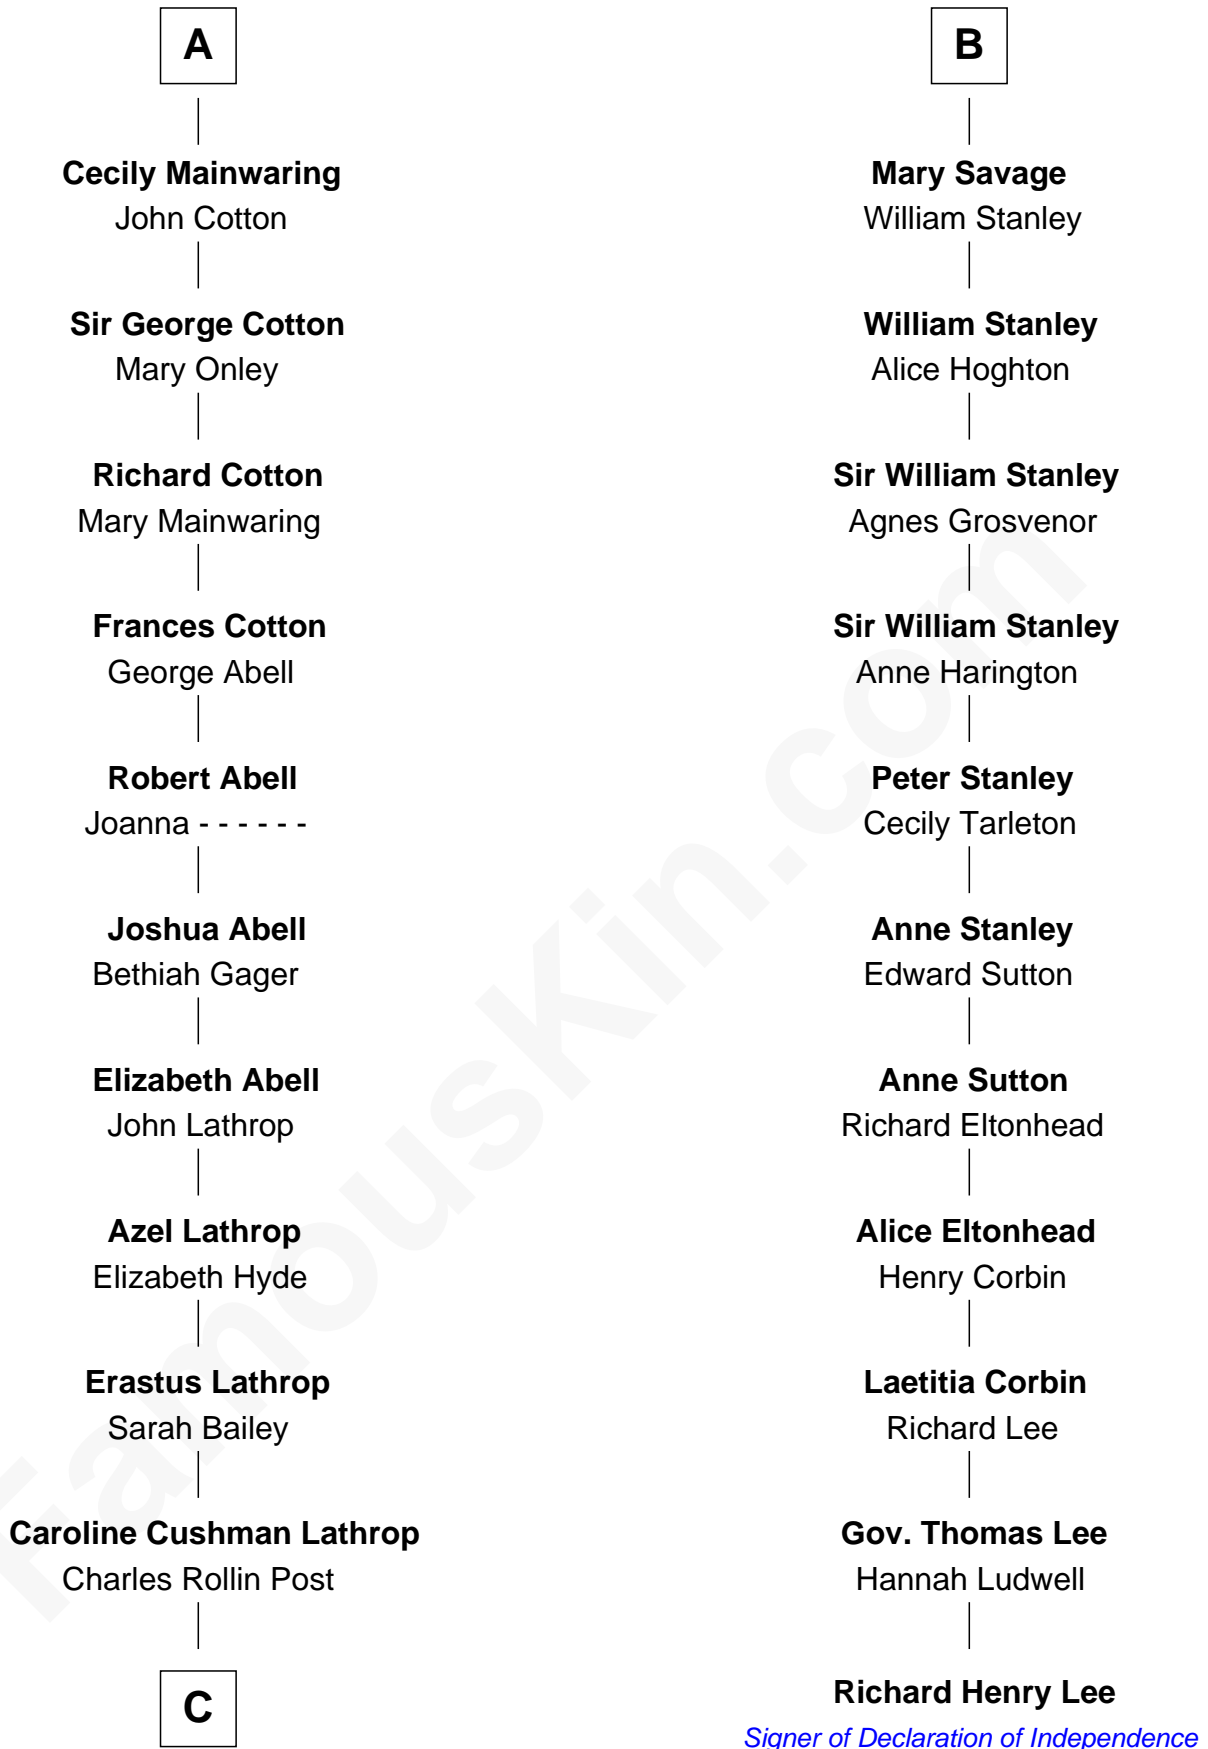 A
Cecily Mainwaring
John Cotton
Sir George Cotton
Mary Onley
Richard Cotton
Mary Mainwaring
Frances Cotton
George Abell
Robert Abell
Joanna - - - - - -
Joshua Abell
Bethiah Gager
Elizabeth Abell
John Lathrop
Azel Lathrop
Elizabeth Hyde
Erastus Lathrop
Sarah Bailey
Caroline Cushman Lathrop
Charles Rollin Post
C
B
Mary Savage
William Stanley
William Stanley
Alice Hoghton
Sir William Stanley
Agnes Grosvenor
Sir William Stanley
Anne Harington
Peter Stanley
Cecily Tarleton
Anne Stanley
Edward Sutton
Anne Sutton
Richard Eltonhead
Alice Eltonhead
Henry Corbin
Laetitia Corbin
Richard Lee
Gov. Thomas Lee
Hannah Ludwell
Richard Henry Lee
Signer of Declaration of Independence
FamousKin.com